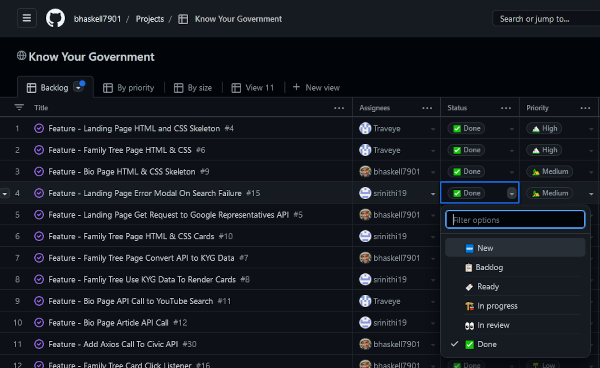 bhaskell7901 / Projects / Know Your Government
Search or jump to...
Know Your Government
Backlog By priority By size View 11 + New view
Title Assignees Status Priority
1 Feature - Landing Page HTML and CSS Skeleton #4 Traveye Done High
2 Feature - Family Tree Page HTML & CSS #6 Traveye Done High
3 Feature - Bio Page HTML & CSS Skeleton #9 bhaskell7901 Done Medium
4 Feature - Landing Page Error Modal On Search Failure #15 srinithi19 Done Medium
5 Feature - Landing Page Get Request to Google Representatives API #5 bhaskell7901
Filter options
6 Feature - Family Tree Page HTML & CSS Cards #10 srinithi19
7 Feature - Family Tree Page Convert API to KYG Data #7 bhaskell7901
New
8 Feature - Famliy Tree Use KYG Data To Render Cards #8 srinithi19
Backlog
Ready
9 Feature - Bio Page API Call to YouTube Search #11 Traveye
In progress
10 Feature - Bio Page Article API Call #12 srinithi19
In review
11 Feature - Add Axios Call To Civic API #30 bhaskell7901
Done
12 Feature - Family Tree Card Click Listener #16 bhaskell7901 Done Low